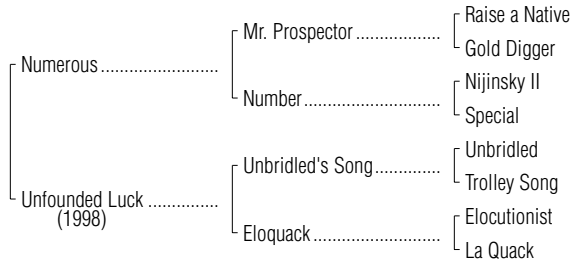 Raise a Native
Mr. Prospector ..................
Gold Digger
Numerous .........................
Nijinsky II
Number .............................
Special
Unbridled
Unbridled's Song ..............
Trolley Song
Unfounded Luck ...............
(1998)
Elocutionist
Eloquack ...........................
La Quack